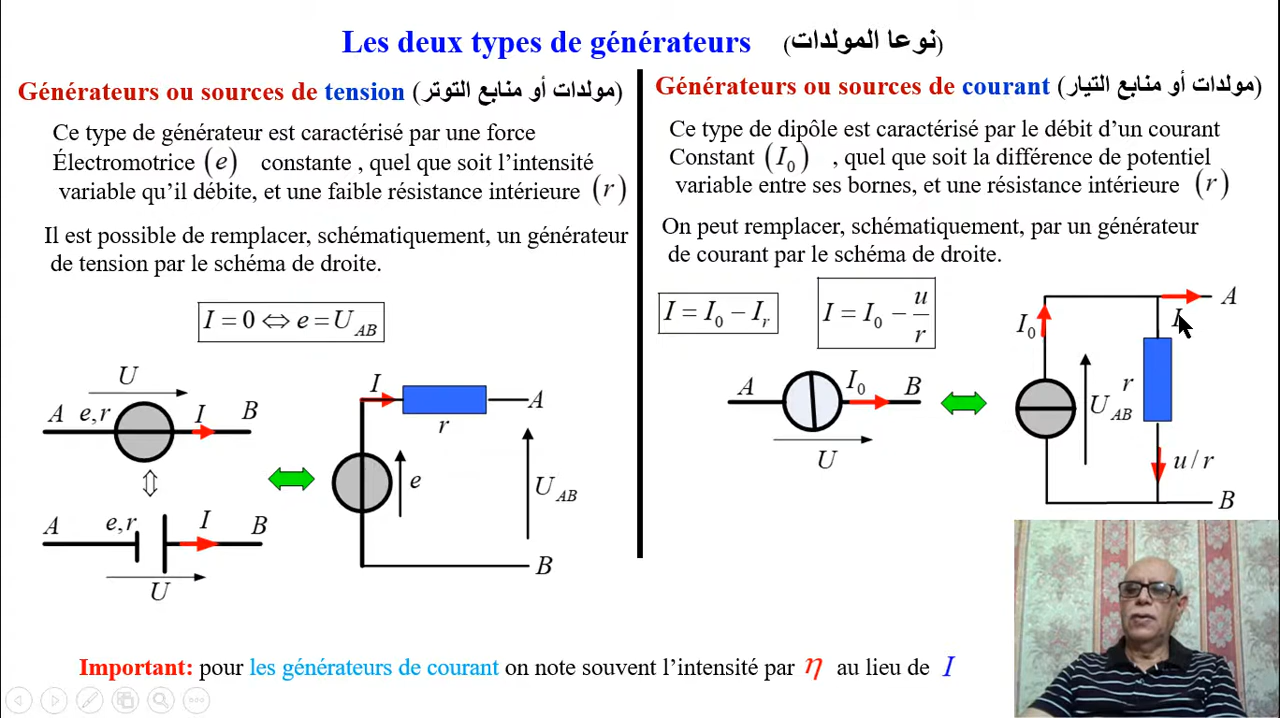 Les deux types de générateurs (نوعا المولدات)
Générateurs ou sources de tension (مولدات أو منابع التوتر)
Ce type de générateur est caractérisé par une force
Électromotrice (e) constante , quel que soit l’intensité
variable qu’il débite, et une faible résistance intérieure (r)
Il est possible de remplacer, schématiquement, un générateur
de tension par le schéma de droite.
I = 0 ⇔ e = U_AB
U
A e,r I B
A e,r I B
U
I
r
A
e
U_AB
B
Générateurs ou sources de courant (مولدات أو منابع التيار)
Ce type de dipôle est caractérisé par le débit d’un courant
Constant (I₀) , quel que soit la différence de potentiel
variable entre ses bornes, et une résistance intérieure (r)
On peut remplacer, schématiquement, par un générateur
de courant par le schéma de droite.
I = I₀ − I_r
I = I₀ − u/r
A I₀ B
U
A
I₀
I
r
U_AB
u / r
B
Important: pour les générateurs de courant on note souvent l’intensité par η au lieu de I